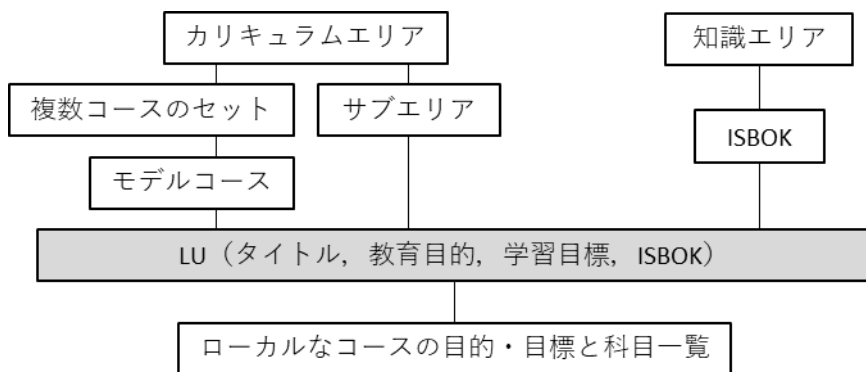 カリキュラムエリア
知識エリア
複数コースのセット
サブエリア
ISBOK
モデルコース
LU（タイトル，教育目的，学習目標，ISBOK）
ローカルなコースの目的・目標と科目一覧